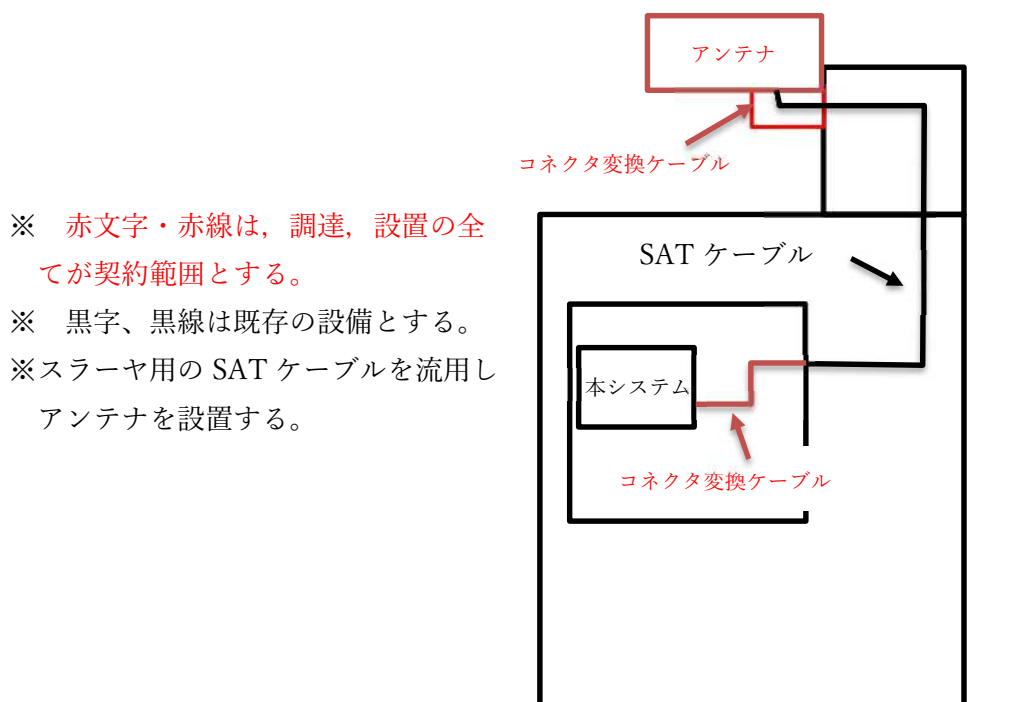 アンテナ
コネクタ変換ケーブル
※　赤文字・赤線は，調達，設置の全
てが契約範囲とする。
※　黒字、黒線は既存の設備とする。
※スラーヤ用の SAT ケーブルを流用し
アンテナを設置する。
SAT ケーブル
本システム
コネクタ変換ケーブル